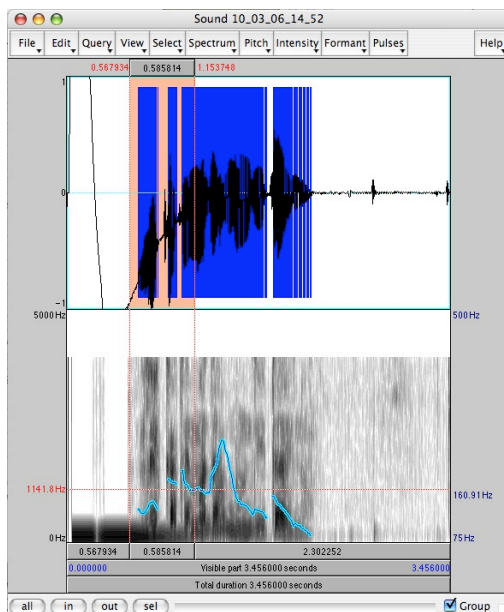 Sound 10_03_06_14_52
File Edit Query View Select Spectrum Pitch Intensity Formant Pulses Help
0.567934 0.585814 1.153748
1
0
-1
5000 Hz 500 Hz
1141.8 Hz 160.91 Hz
0 Hz 75 Hz
0.567934 0.585814 2.302252
0.000000 Visible part 3.456000 seconds 3.456000
Total duration 3.456000 seconds
all in out sel Group